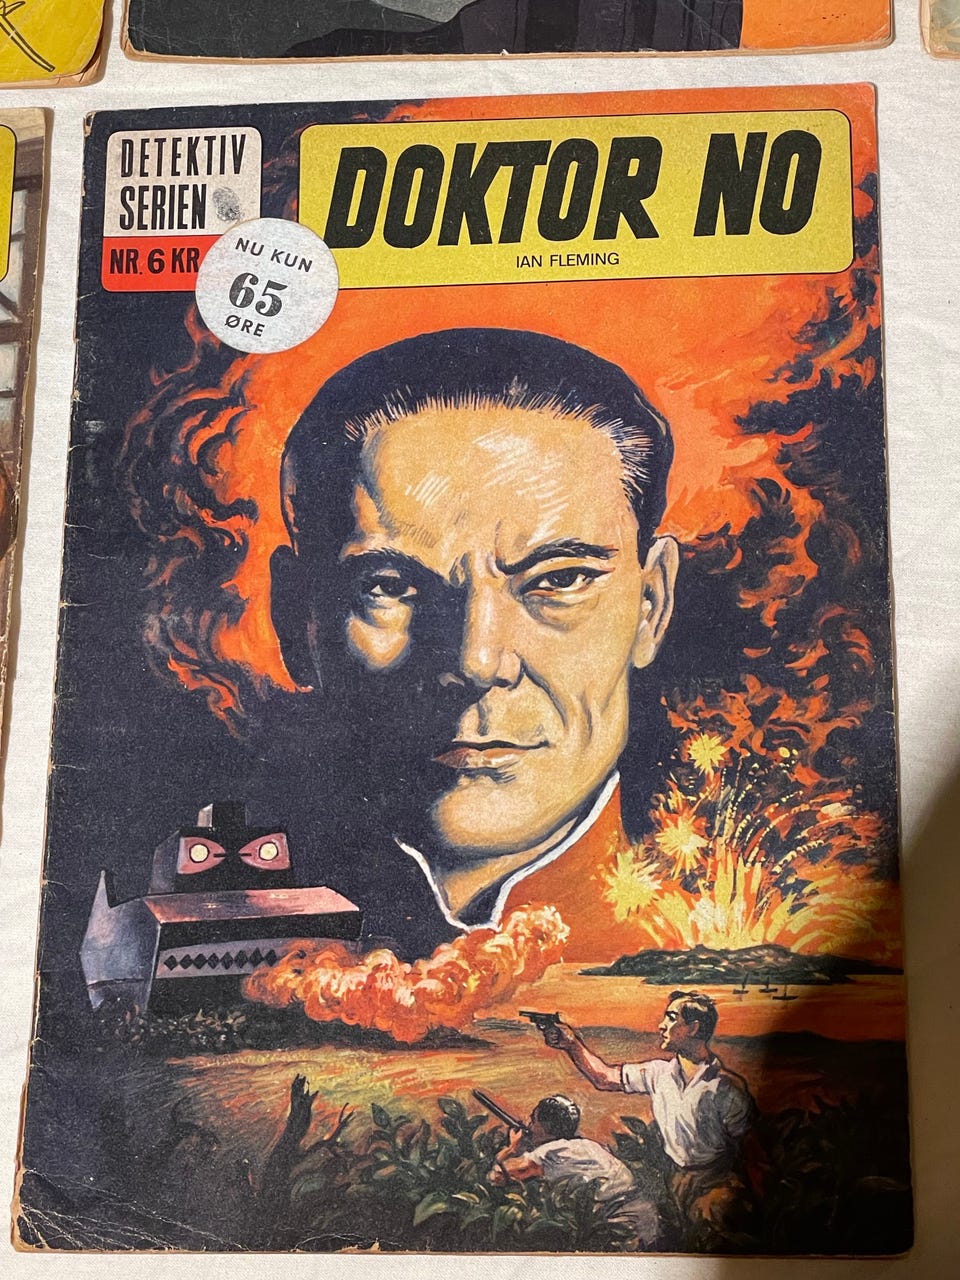 DETEKTIV
SERIEN
NR. 6 KR
NU KUN
65
ØRE
DOKTOR NO
IAN FLEMING